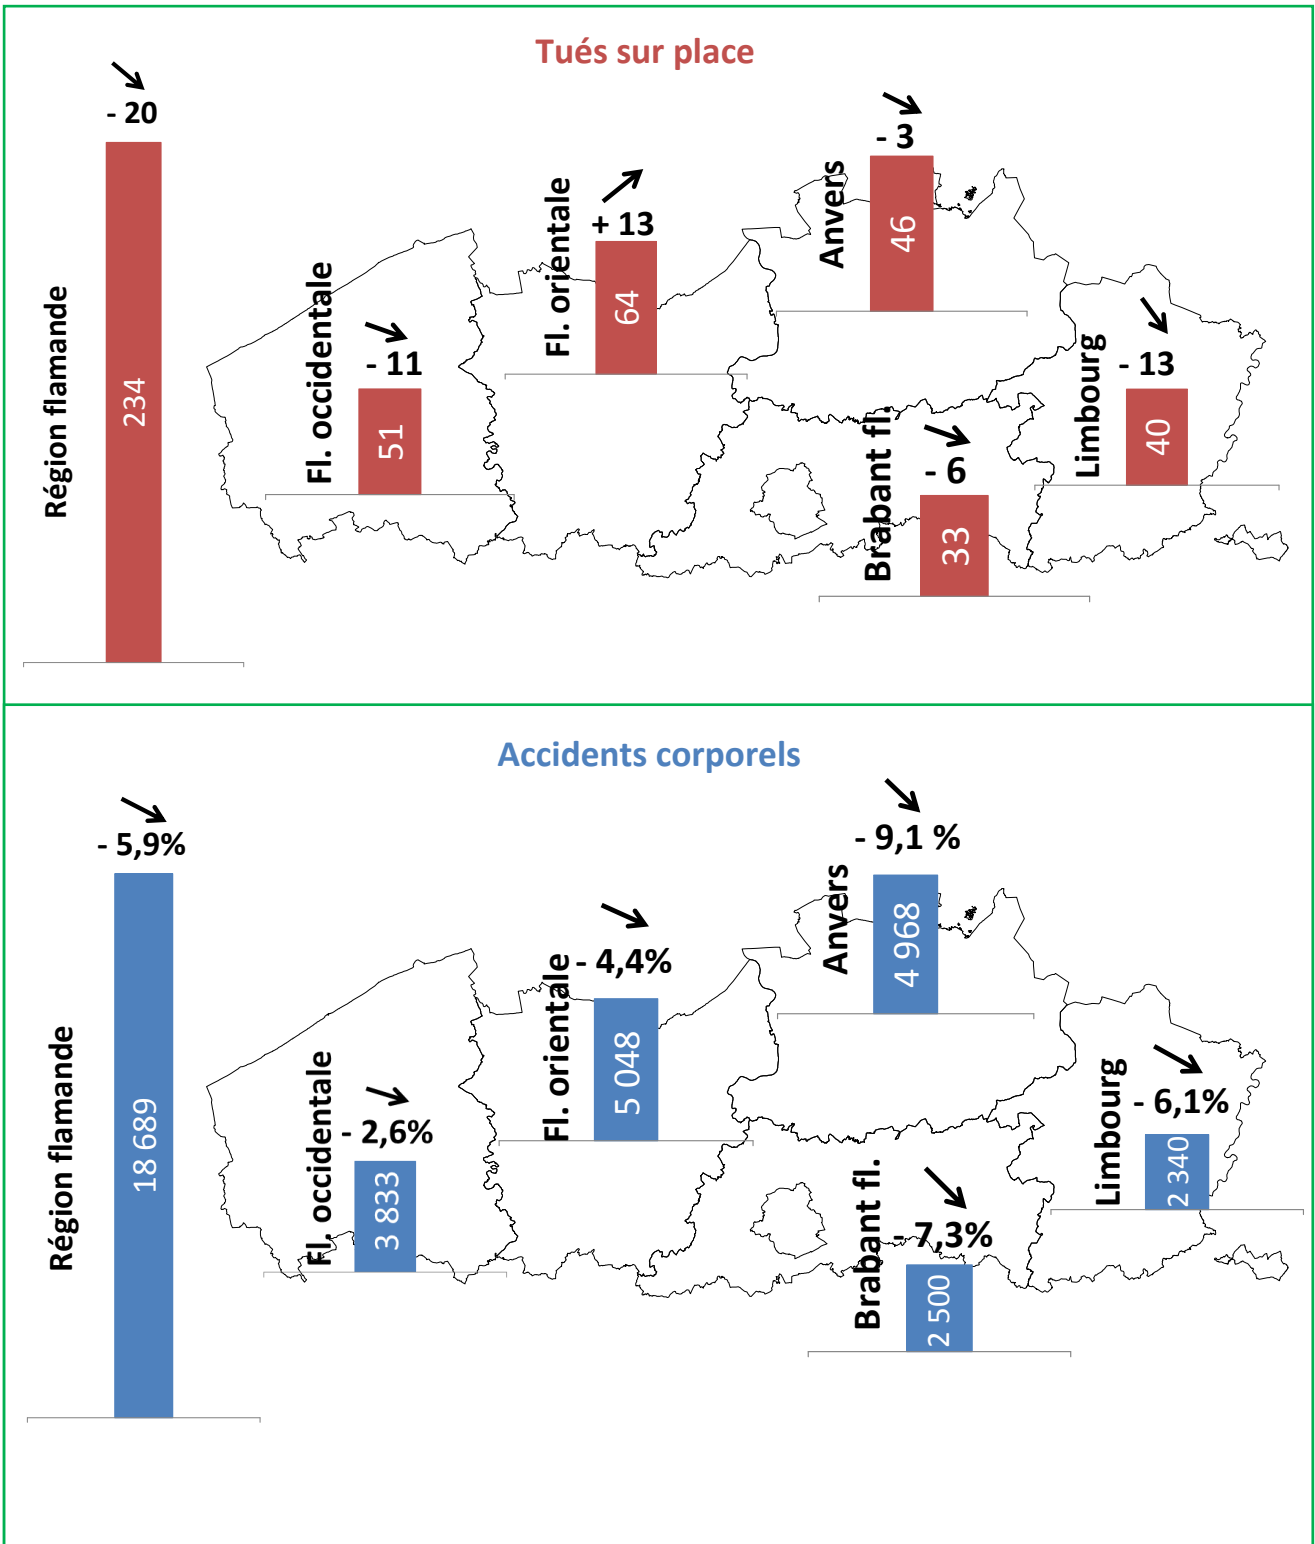 Tués sur place
- 20
Région flamande
234
Fl. occidentale
- 11
51
Fl. orientale
+ 13
64
Anvers
- 3
46
Brabant fl.
- 6
33
Limbourg
- 13
40
Accidents corporels
- 5,9%
Région flamande
18 689
Fl. occidentale
- 2,6%
3 833
Fl. orientale
- 4,4%
5 048
Anvers
- 9,1 %
4 968
Brabant fl.
- 7,3%
2 500
Limbourg
- 6,1%
2 340